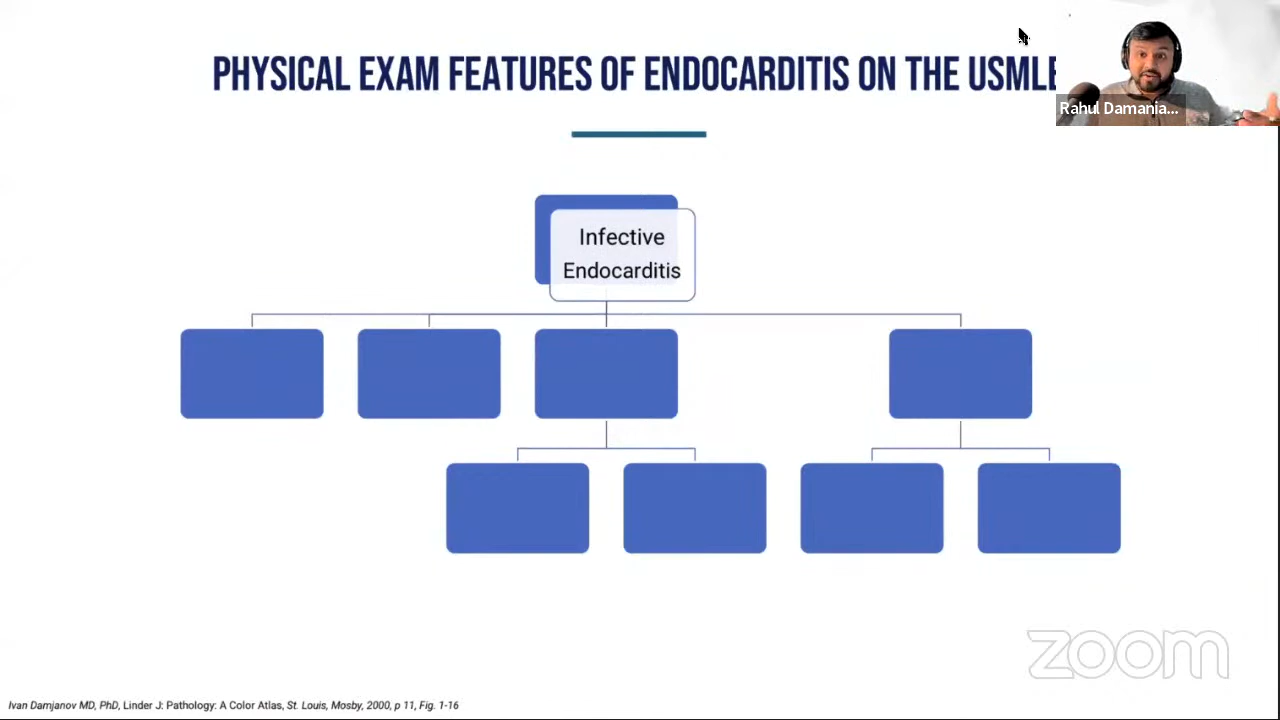 PHYSICAL EXAM FEATURES OF ENDOCARDITIS ON THE USMLE
Rahul Damania...
Infective
Endocarditis
zoom
Ivan Damjanov MD, PhD, Linder J: Pathology: A Color Atlas, St. Louis, Mosby, 2000, p 11, Fig. 1-16